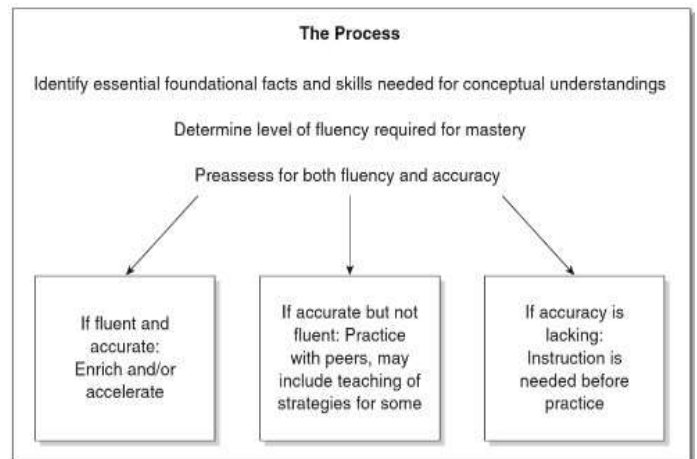 The Process
Identify essential foundational facts and skills needed for conceptual understandings
Determine level of fluency required for mastery
Preassess for both fluency and accuracy
If fluent and
accurate:
Enrich and/or
accelerate
If accurate but not
fluent: Practice
with peers, may
include teaching of
strategies for some
If accuracy is
lacking:
Instruction is
needed before
practice